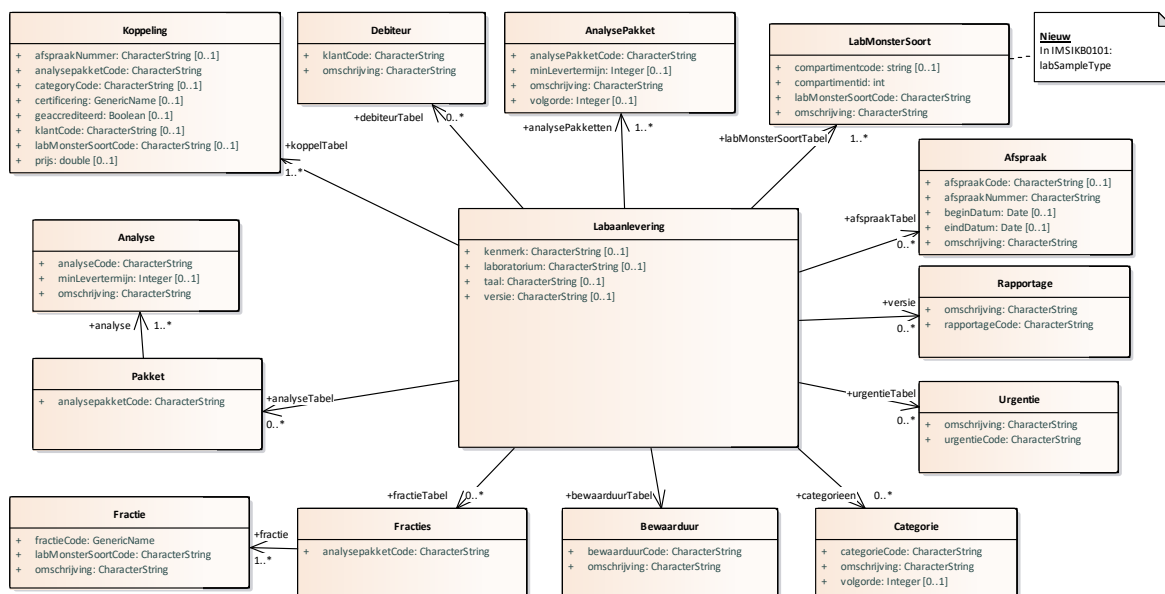 Koppeling
+ afspraakNummer: CharacterString [0..1]
+ analysepakketCode: CharacterString
+ categoryCode: CharacterString [0..1]
+ certificering: GenericName [0..1]
+ geaccrediteerd: Boolean [0..1]
+ klantCode: CharacterString [0..1]
+ labMonsterSoortCode: CharacterString [0..1]
+ prijs: double [0..1]
Debiteur
+ klantCode: CharacterString
+ omschrijving: CharacterString
AnalysePakket
+ analysePakketCode: CharacterString
+ minLevertermijn: Integer [0..1]
+ omschrijving: CharacterString
+ volgorde: Integer [0..1]
LabMonsterSoort
+ compartimentcode: string [0..1]
+ compartimentid: int
+ labMonsterSoortCode: CharacterString
+ omschrijving: CharacterString
Nieuw
In IMSIKB0101:
labSampleType
+koppelTabel
1..*
+debiteurTabel
0..*
+analysePakketten
1..*
+labMonsterSoortTabel
1..*
Afspraak
+ afspraakCode: CharacterString [0..1]
+ afspraakNummer: CharacterString
+ beginDatum: Date [0..1]
+ eindDatum: Date [0..1]
+ omschrijving: CharacterString
+afspraakTabel
0..*
Labaanlevering
+ kenmerk: CharacterString [0..1]
+ laboratorium: CharacterString [0..1]
+ taal: CharacterString [0..1]
+ versie: CharacterString [0..1]
Analyse
+ analyseCode: CharacterString
+ minLevertermijn: Integer [0..1]
+ omschrijving: CharacterString
+analyse
1..*
Rapportage
+ omschrijving: CharacterString
+ rapportageCode: CharacterString
+versie
0..*
Pakket
+ analysepakketCode: CharacterString
+analyseTabel
0..*
Urgentie
+ omschrijving: CharacterString
+ urgentieCode: CharacterString
+urgentieTabel
0..*
+fractieTabel
0..*
+bewaarduurTabel
+categorieen
0..*
Fractie
+ fractieCode: GenericName
+ labMonsterSoortCode: CharacterString
+ omschrijving: CharacterString
+fractie
1..*
Fracties
+ analysepakketCode: CharacterString
Bewaarduur
+ bewaarduurCode: CharacterString
+ omschrijving: CharacterString
Categorie
+ categorieCode: CharacterString
+ omschrijving: CharacterString
+ volgorde: Integer [0..1]